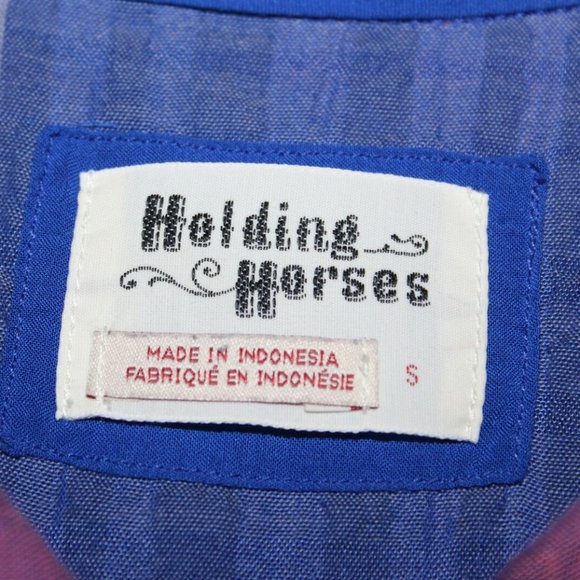 Holding
Horses
MADE IN INDONESIA
FABRIQUÉ EN INDONÉSIE
S